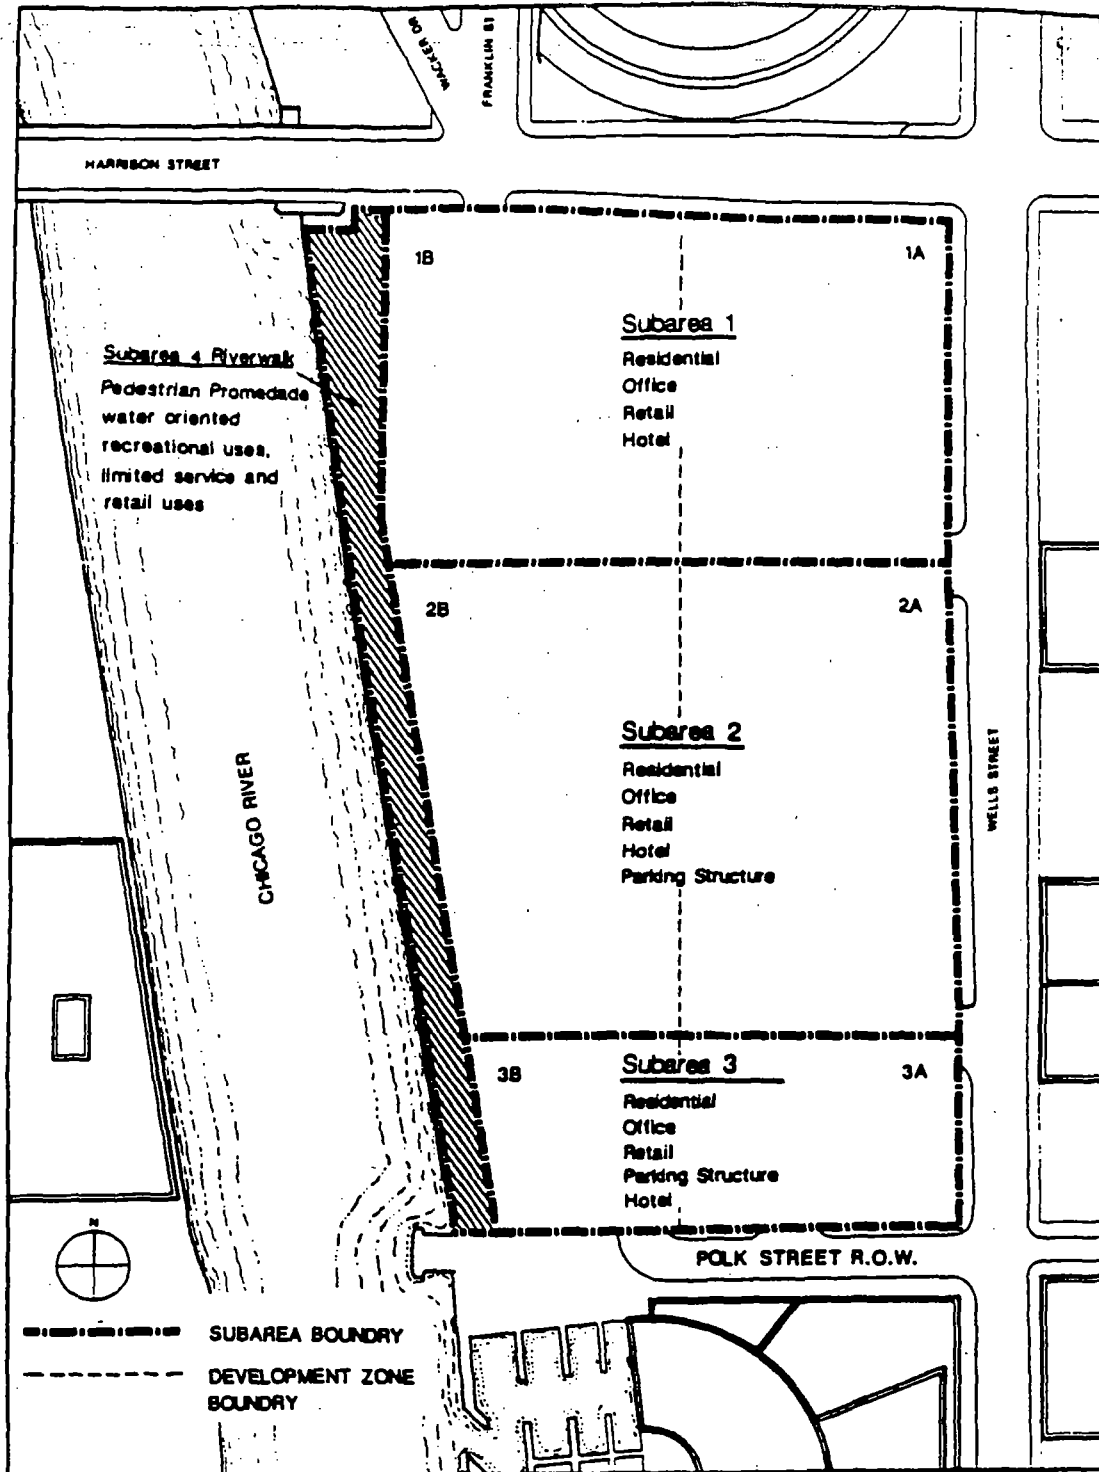 WACKER DR
FRANKLIN ST
HARRISON STREET
1B
1A
Subarea 1
Residential
Office
Retail
Hotel
Subarea 4 Riverwalk
Pedestrian Promedade
water oriented
recreational uses,
limited service and
retail uses
2B
2A
Subarea 2
Residential
Office
Retail
Hotel
Parking Structure
CHICAGO RIVER
WELLS STREET
3B
3A
Subarea 3
Residential
Office
Retail
Parking Structure
Hotel
N
POLK STREET R.O.W.
SUBAREA BOUNDRY
DEVELOPMENT ZONE
BOUNDRY